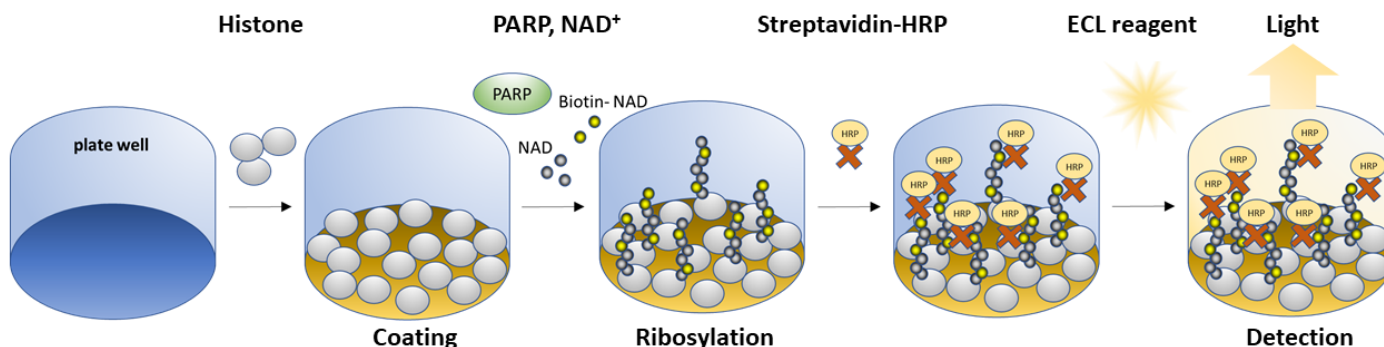 Histone
PARP, NAD⁺
Streptavidin-HRP
ECL reagent
Light
plate well
PARP
Biotin- NAD
NAD
HRP
HRP
HRP
HRP
HRP
HRP
HRP
HRP
HRP
HRP
HRP
HRP
HRP
Coating
Ribosylation
Detection